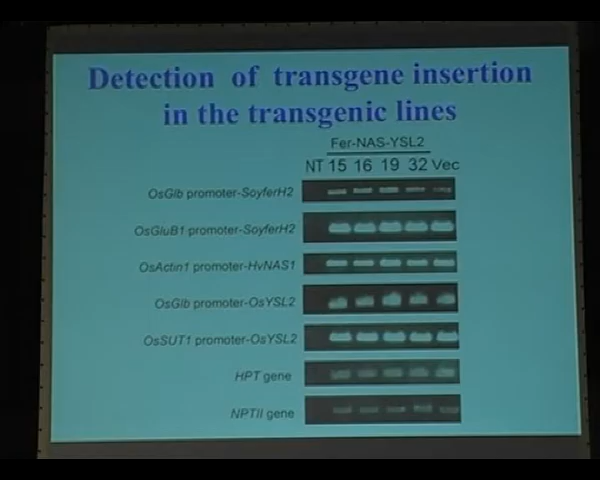 Detection of transgene insertion
in the transgenic lines
Fer-NAS-YSL2
NT 15 16 19 32 Vec
OsGlb promoter-SoyferH2
OsGluB1 promoter-SoyferH2
OsActin1 promoter-HvNAS1
OsGlb promoter-OsYSL2
OsSUT1 promoter-OsYSL2
HPT gene
NPTII gene